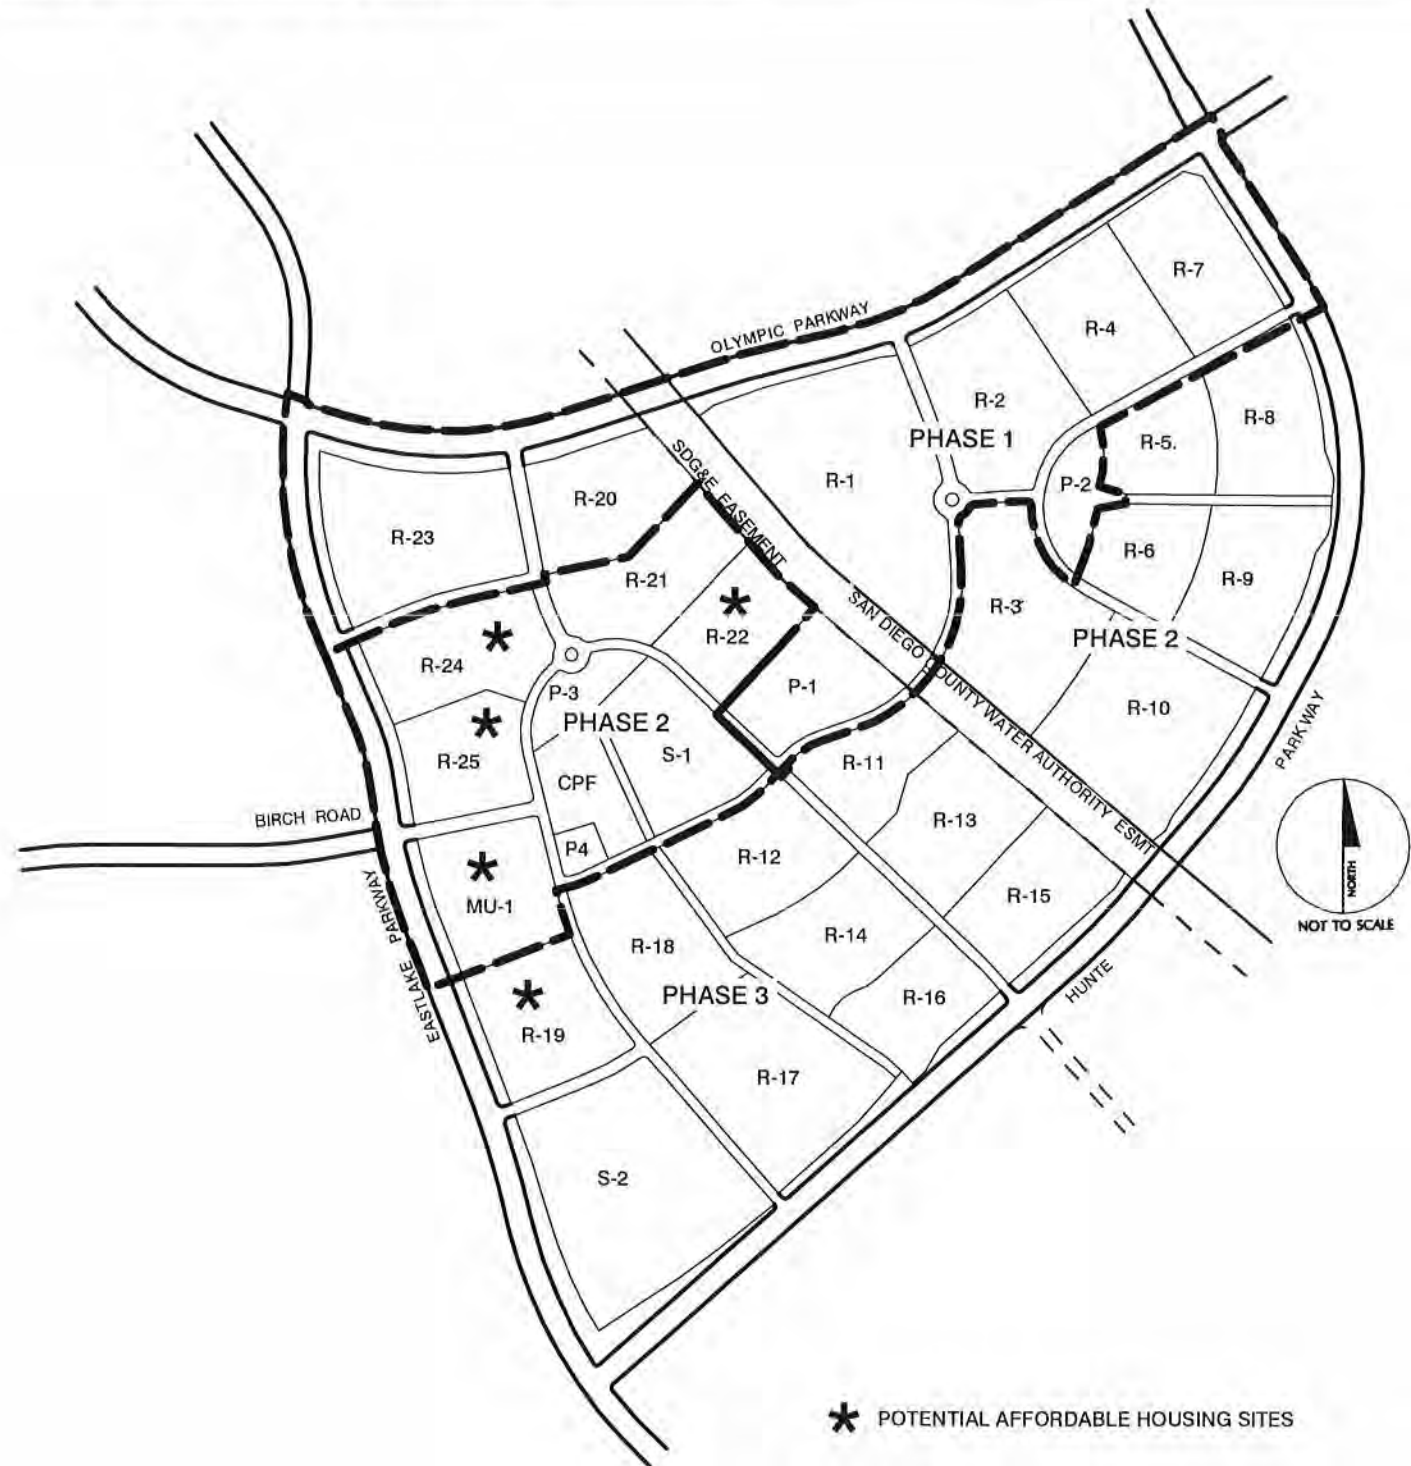 R-7
OLYMPIC PARKWAY
R-4
R-2
R-8
PHASE 1
R-5.
R-1
SDG&E EASEMENT
P-2
R-20
R-23
R-6
R-21
R-9
SAN DIEGO COUNTY WATER AUTHORITY ESMT
R-3
R-22
PHASE 2
R-24
P-1
P-3
PHASE 2
R-10
R-25
S-1
R-11
PARKWAY
CPF
BIRCH ROAD
R-13
P4
R-12
MU-1
R-15
NORTH
NOT TO SCALE
R-18
R-14
EASTLAKE PARKWAY
PHASE 3
R-16
HUNTE
R-19
R-17
S-2
* POTENTIAL AFFORDABLE HOUSING SITES